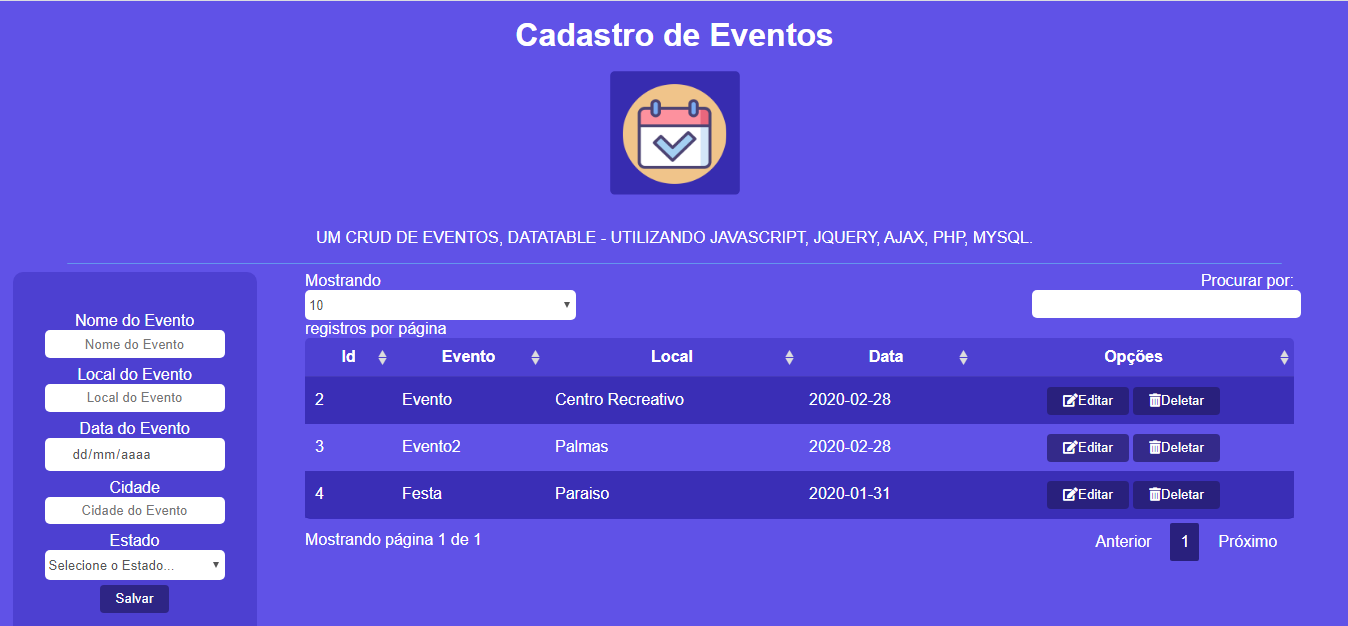 Cadastro de Eventos
UM CRUD DE EVENTOS, DATATABLE - UTILIZANDO JAVASCRIPT, JQUERY, AJAX, PHP, MYSQL.
Nome do Evento
Nome do Evento
Local do Evento
Local do Evento
Data do Evento
dd/mm/aaaa
Cidade
Cidade do Evento
Estado
Selecione o Estado...
Salvar
Mostrando
10
registros por página
Procurar por:
Id Evento Local Data Opções
2 Evento Centro Recreativo 2020-02-28 Editar Deletar
3 Evento2 Palmas 2020-02-28 Editar Deletar
4 Festa Paraiso 2020-01-31 Editar Deletar
Mostrando página 1 de 1
Anterior 1 Próximo